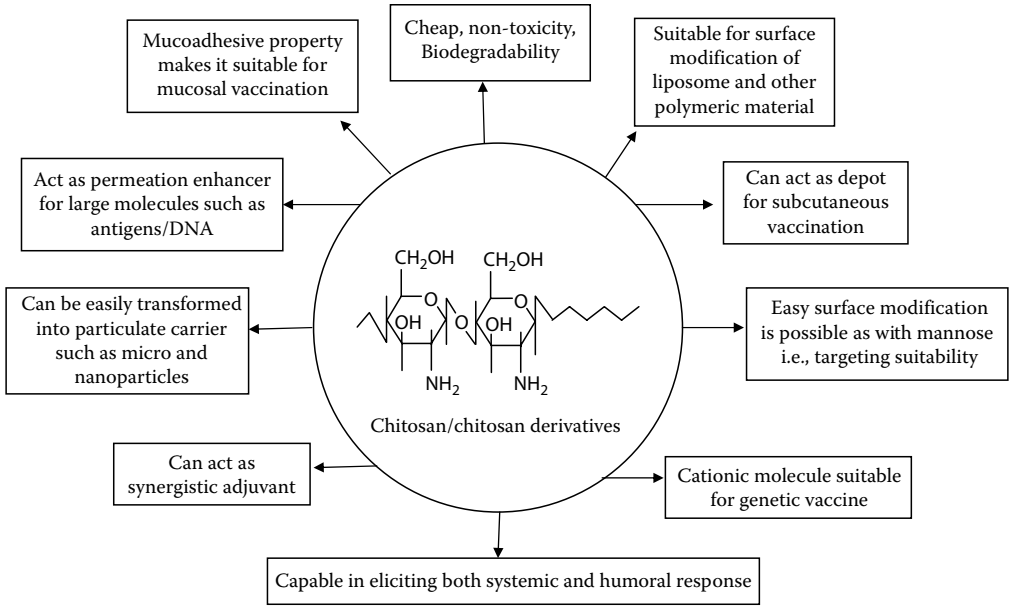 Cheap, non-toxicity,
Biodegradability
Mucoadhesive property
makes it suitable for
mucosal vaccination
Suitable for surface
modification of
liposome and other
polymeric material
Act as permeation enhancer
for large molecules such as
antigens/DNA
Can act as depot
for subcutaneous
vaccination
Can be easily transformed
into particulate carrier
such as micro and
nanoparticles
Easy surface modification
is possible as with mannose
i.e., targeting suitability
CH₂OH
CH₂OH
O
O
OH
O
OH
NH₂
NH₂
Chitosan/chitosan derivatives
Can act as
synergistic adjuvant
Cationic molecule suitable
for genetic vaccine
Capable in eliciting both systemic and humoral response